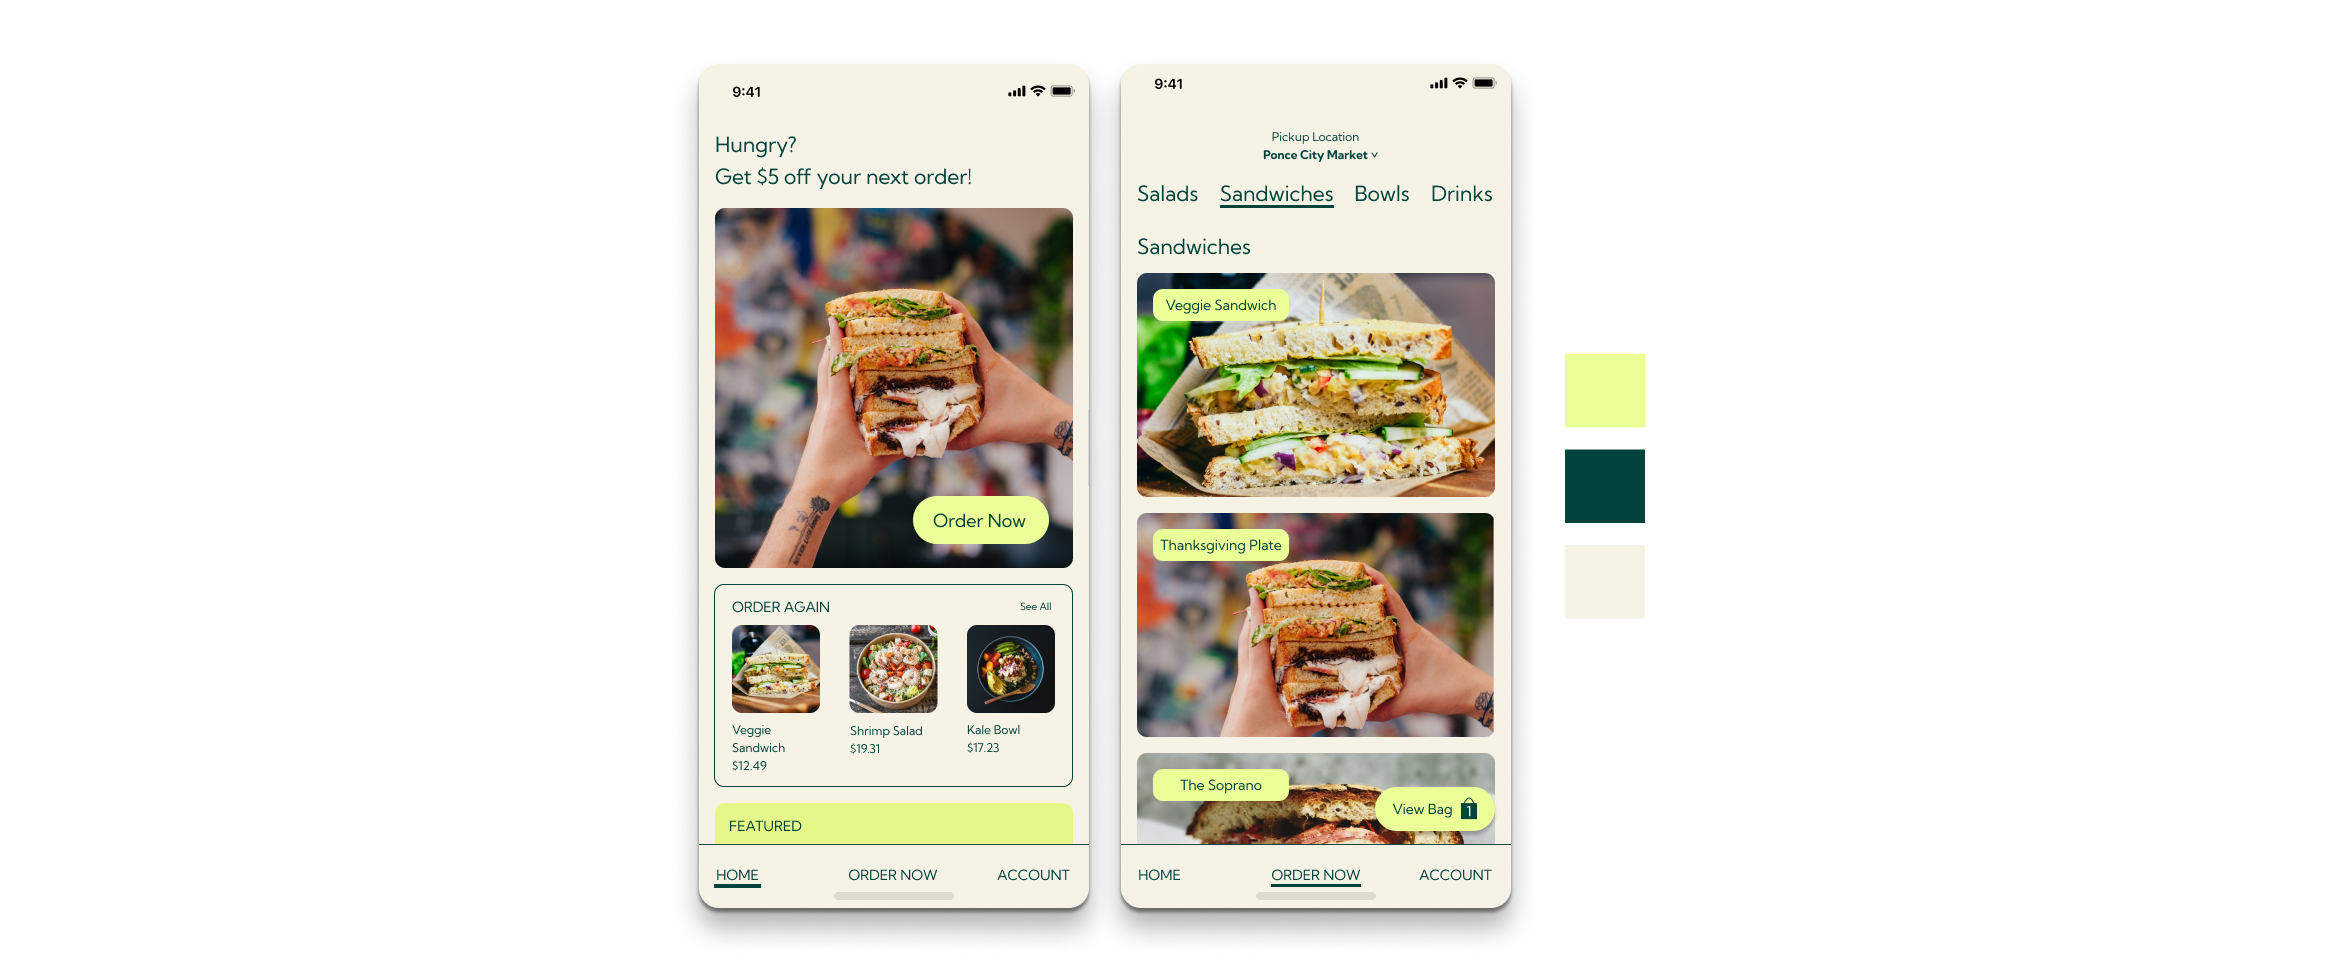 9:41
Hungry?
Get $5 off your next order!
Order Now
ORDER AGAIN
See All
Veggie
Sandwich
$12.49
Shrimp Salad
$19.31
Kale Bowl
$17.23
FEATURED
HOME
ORDER NOW
ACCOUNT
9:41
Pickup Location
Ponce City Market
Salads
Sandwiches
Bowls
Drinks
Sandwiches
Veggie Sandwich
Thanksgiving Plate
The Soprano
View Bag
1
HOME
ORDER NOW
ACCOUNT